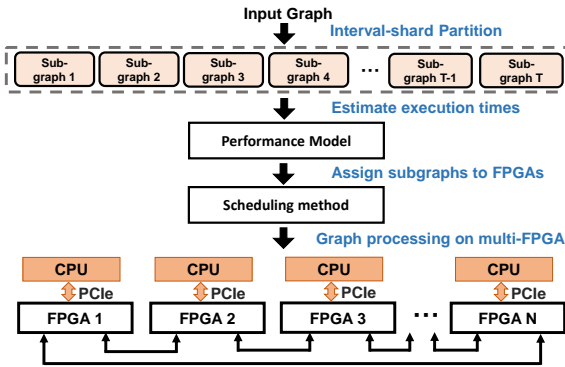 Input Graph
Interval-shard Partition
Sub-graph 1
Sub-graph 2
Sub-graph 3
Sub-graph 4
...
Sub-graph T-1
Sub-graph T
Estimate execution times
Performance Model
Assign subgraphs to FPGAs
Scheduling method
Graph processing on multi-FPGA
CPU CPU CPU CPU
PCIe PCIe PCIe PCIe
FPGA 1 FPGA 2 FPGA 3 ... FPGA N